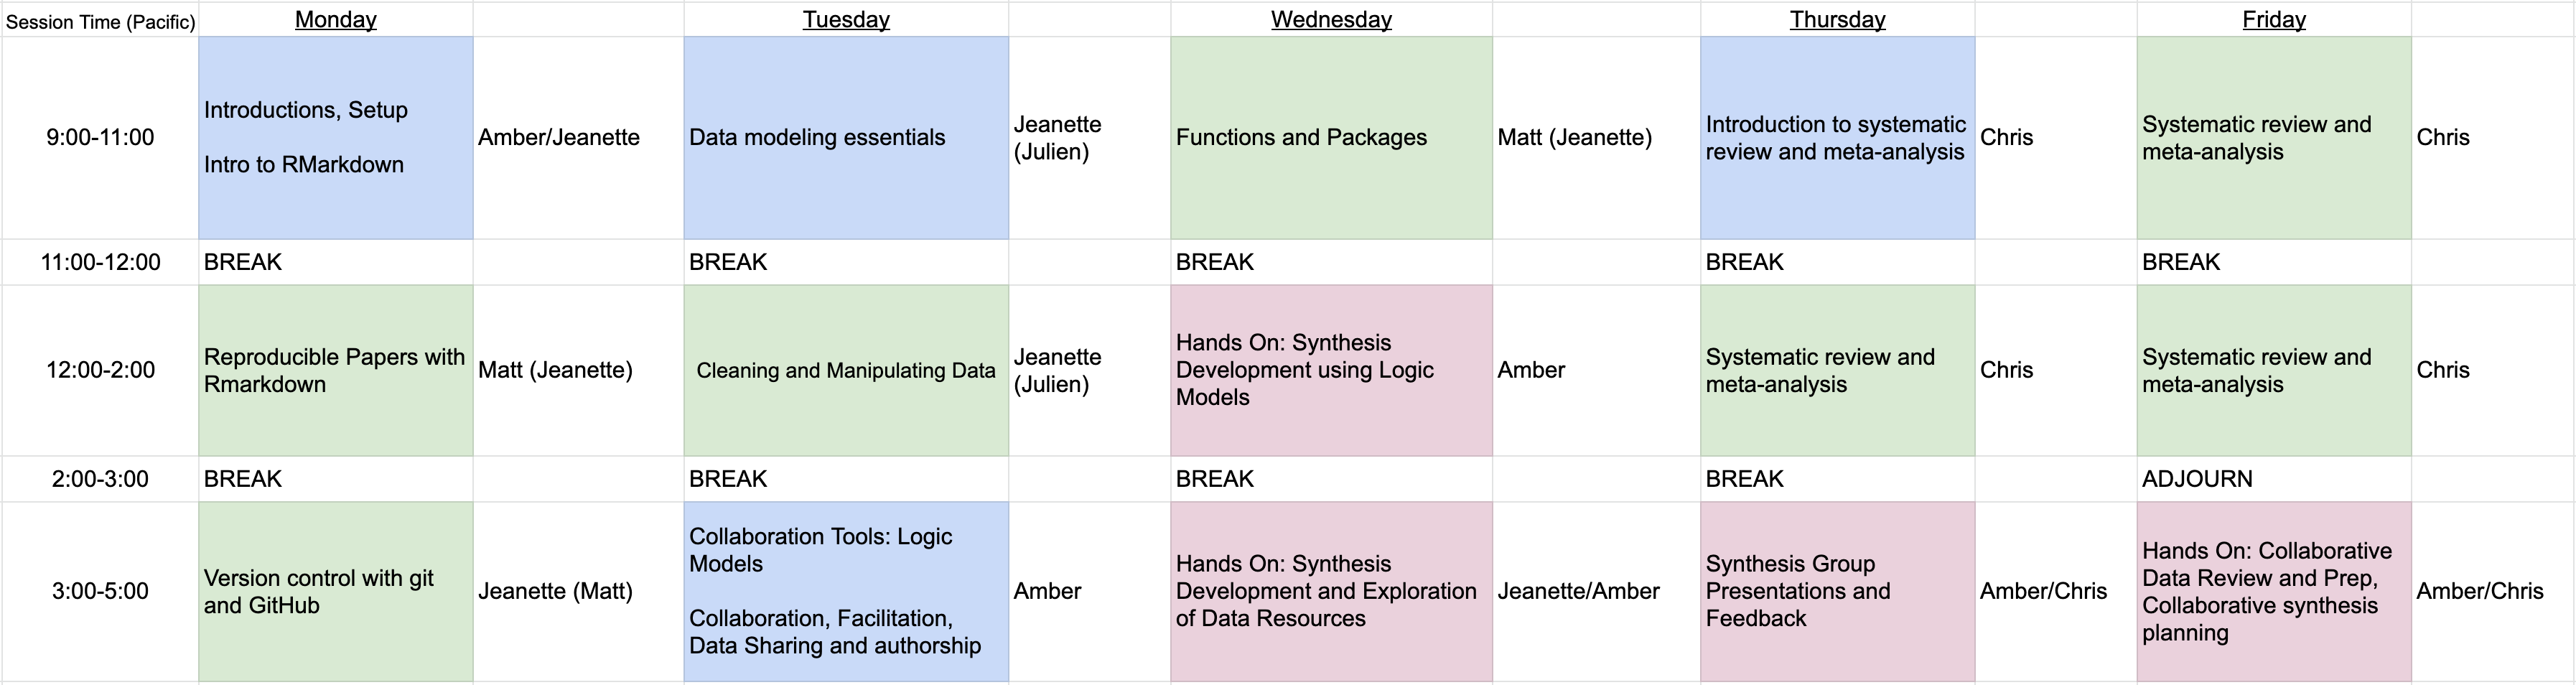 Session Time (Pacific) Monday Tuesday Wednesday Thursday Friday
9:00-11:00
Introductions, Setup
Intro to RMarkdown
Amber/Jeanette
Data modeling essentials
Jeanette
(Julien)
Functions and Packages
Matt (Jeanette)
Introduction to systematic
review and meta-analysis
Chris
Systematic review and
meta-analysis
Chris
11:00-12:00 BREAK BREAK BREAK BREAK BREAK
12:00-2:00
Reproducible Papers with
Rmarkdown
Matt (Jeanette)
Cleaning and Manipulating Data
Jeanette
(Julien)
Hands On: Synthesis
Development using Logic
Models
Amber
Systematic review and
meta-analysis
Chris
Systematic review and
meta-analysis
Chris
2:00-3:00 BREAK BREAK BREAK BREAK ADJOURN
3:00-5:00
Version control with git
and GitHub
Jeanette (Matt)
Collaboration Tools: Logic
Models
Collaboration, Facilitation,
Data Sharing and authorship
Amber
Hands On: Synthesis
Development and Exploration
of Data Resources
Jeanette/Amber
Synthesis Group
Presentations and
Feedback
Amber/Chris
Hands On: Collaborative
Data Review and Prep,
Collaborative synthesis
planning
Amber/Chris